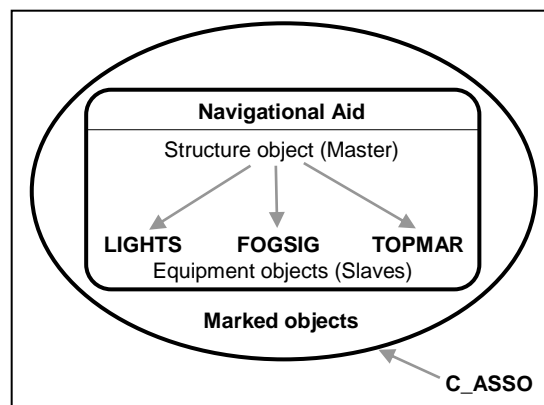 Navigational Aid
Structure object (Master)
LIGHTS FOGSIG TOPMAR
Equipment objects (Slaves)
Marked objects
C_ASSO